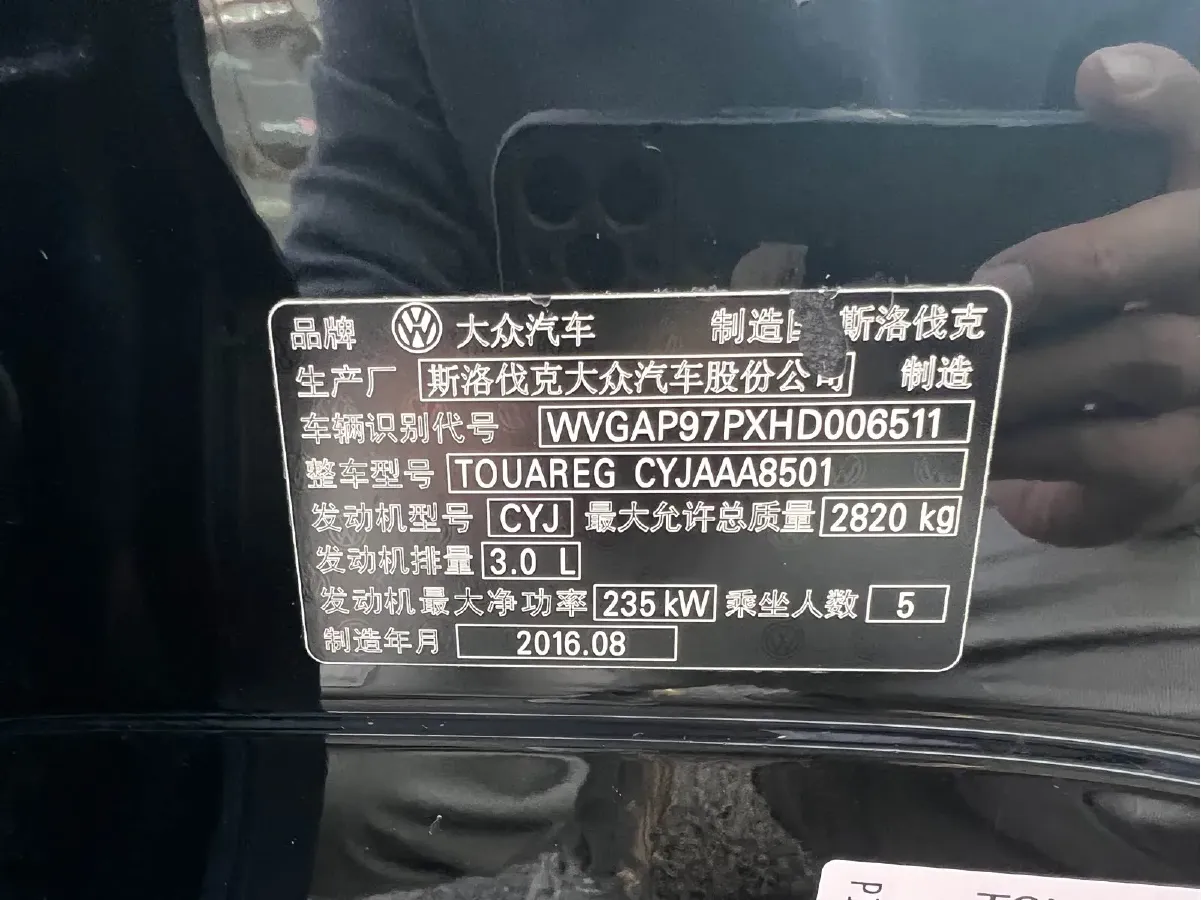 品牌 大众汽车 制造 斯洛伐克
生产厂 斯洛伐克大众汽车股份公司 制造
车辆识别代号 WVGAP97PXHD006511
整车型号 TOUAREG CYJAAA8501
发动机型号 CYJ 最大允许总质量 2820 kg
发动机排量 3.0 L
发动机最大净功率 235 kW 乘坐人数 5
制造年月 2016.08